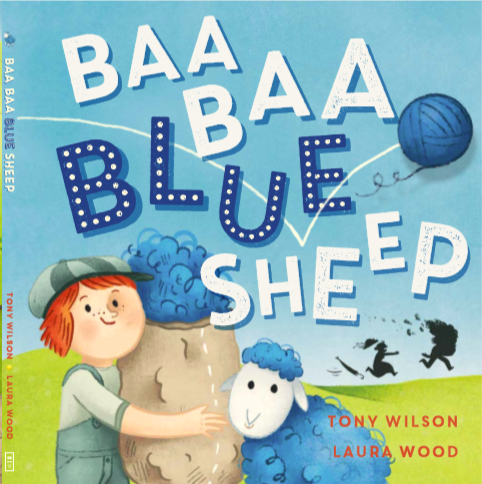 BAA BAA BLUE SHEEP
TONY WILSON LAURA WOOD
BAA
BAA
BLUE
SHEEP
TONY WILSON
LAURA WOOD